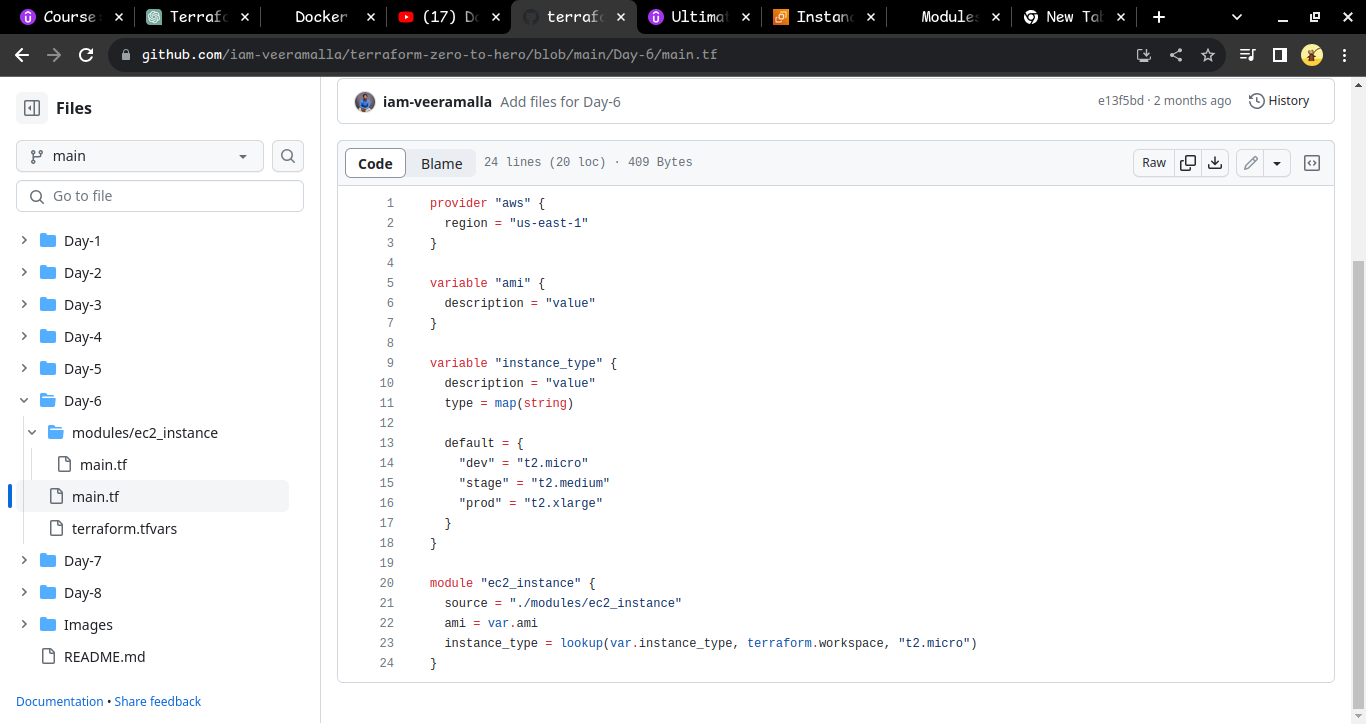 Course
Terraf
Docker
(17) D
terraf
Ultima
Instan
Modules
New Ta
github.com/iam-veeramalla/terraform-zero-to-hero/blob/main/Day-6/main.tf
Files
main
Go to file
Day-1
Day-2
Day-3
Day-4
Day-5
Day-6
modules/ec2_instance
main.tf
main.tf
terraform.tfvars
Day-7
Day-8
Images
README.md
Documentation • Share feedback
iam-veeramalla Add files for Day-6
e13f5bd · 2 months ago History
Code Blame 24 lines (20 loc) · 409 Bytes Raw
1 provider "aws" {
2 region = "us-east-1"
3 }
4
5 variable "ami" {
6 description = "value"
7 }
8
9 variable "instance_type" {
10 description = "value"
11 type = map(string)
12
13 default = {
14 "dev" = "t2.micro"
15 "stage" = "t2.medium"
16 "prod" = "t2.xlarge"
17 }
18 }
19
20 module "ec2_instance" {
21 source = "./modules/ec2_instance"
22 ami = var.ami
23 instance_type = lookup(var.instance_type, terraform.workspace, "t2.micro")
24 }